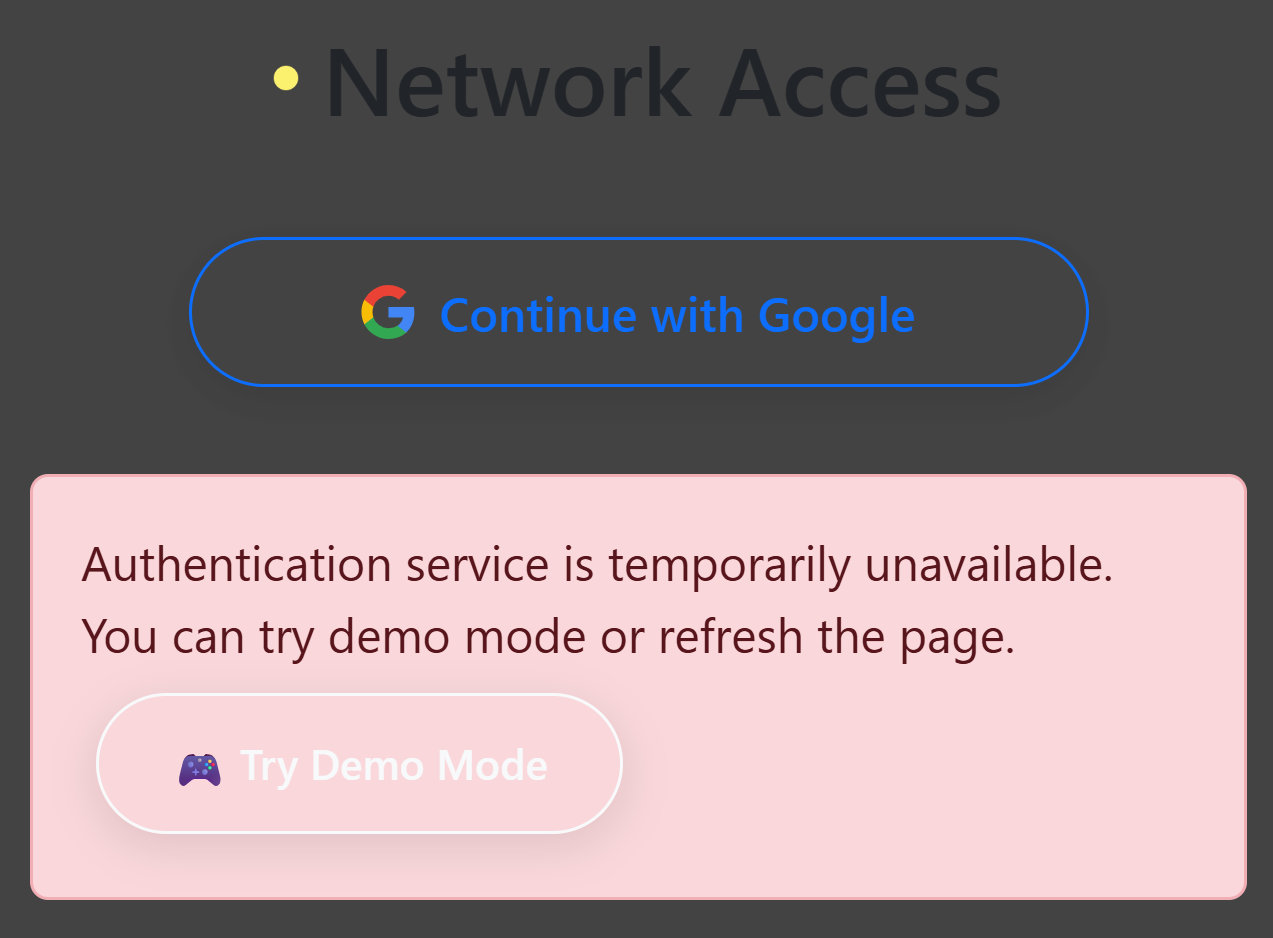 Network Access
Continue with Google
Authentication service is temporarily unavailable.
You can try demo mode or refresh the page.
Try Demo Mode